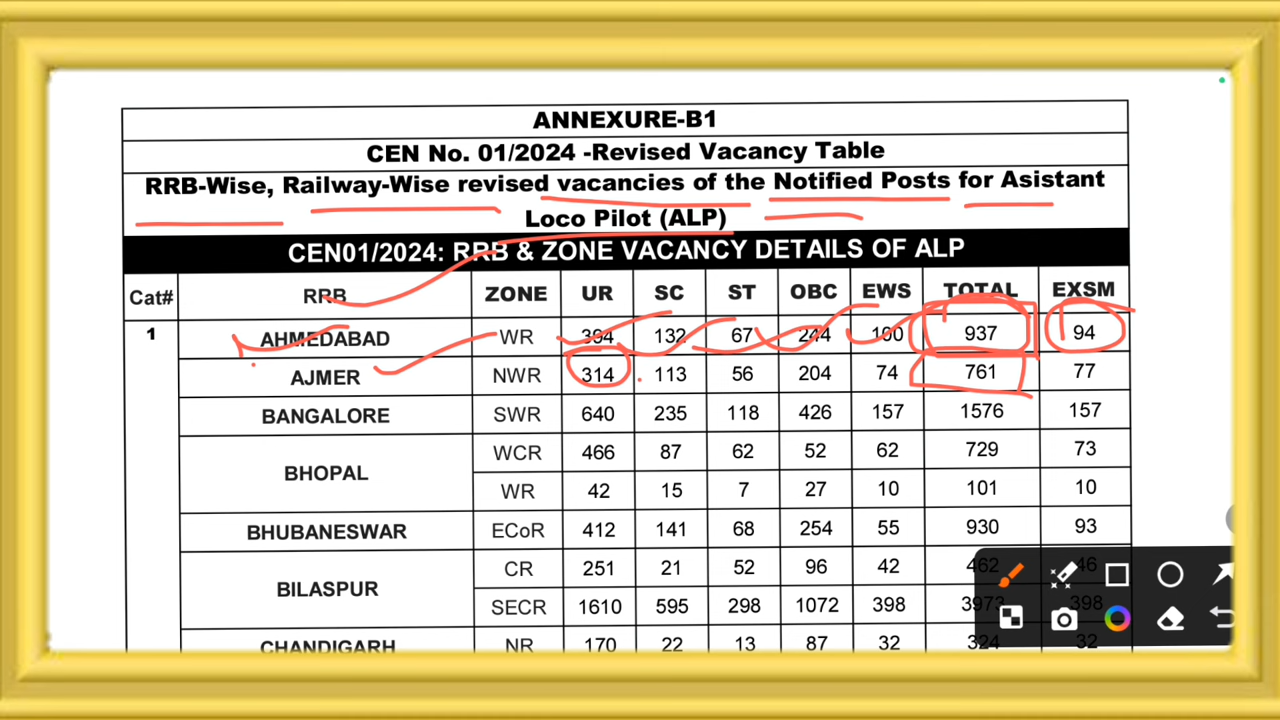 ANNEXURE-B1
CEN No. 01/2024 -Revised Vacancy Table
RRB-Wise, Railway-Wise revised vacancies of the Notified Posts for Asistant
Loco Pilot (ALP)
CEN01/2024: RRB & ZONE VACANCY DETAILS OF ALP
Cat# RRB ZONE UR SC ST OBC EWS TOTAL EXSM
1 AHMEDABAD WR 394 132 67 244 100 937 94
AJMER NWR 314 113 56 204 74 761 77
BANGALORE SWR 640 235 118 426 157 1576 157
BHOPAL WCR 466 87 62 52 62 729 73
WR 42 15 7 27 10 101 10
BHUBANESWAR ECoR 412 141 68 254 55 930 93
BILASPUR CR 251 21 52 96 42 462 46
SECR 1610 595 298 1072 398 3973 398
CHANDIGARH NR 170 22 13 87 32 324 32